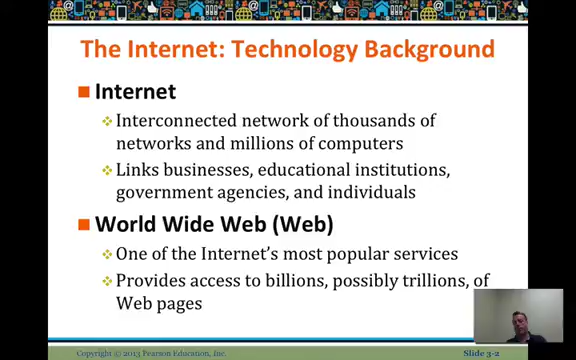 The Internet: Technology Background
Internet
Interconnected network of thousands of
networks and millions of computers
Links businesses, educational institutions,
government agencies, and individuals
World Wide Web (Web)
One of the Internet's most popular services
Provides access to billions, possibly trillions, of
Web pages
Copyright © 2013 Pearson Education, Inc.
Slide 3-2